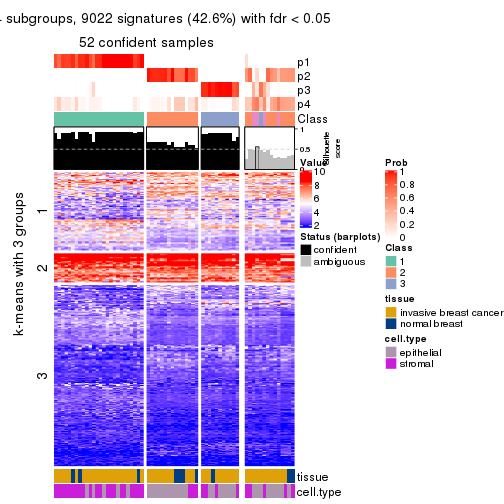 subgroups, 9022 signatures (42.6%) with fdr < 0.05
52 confident samples
p1
p2
p3
p4
Class
1
0.5
0
Silhouette
score
k-means with 3 groups
1
2
3
tissue
cell.type
Value
10
8
6
4
2
Status (barplots)
confident
ambiguous
Prob
1
0.8
0.6
0.4
0.2
0
Class
1
2
3
tissue
invasive breast cancer
normal breast
cell.type
epithelial
stromal